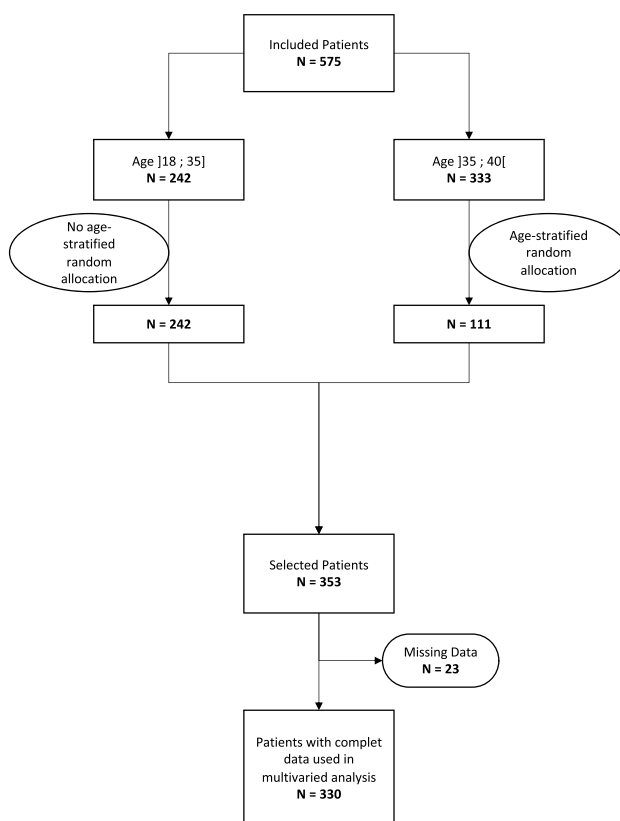 Included Patients
N = 575
Age ]18 ; 35]
N = 242
Age ]35 ; 40[
N = 333
No age-
stratified
random
allocation
Age-stratified
random
allocation
N = 242
N = 111
Selected Patients
N = 353
Missing Data
N = 23
Patients with complet
data used in
multivaried analysis
N = 330